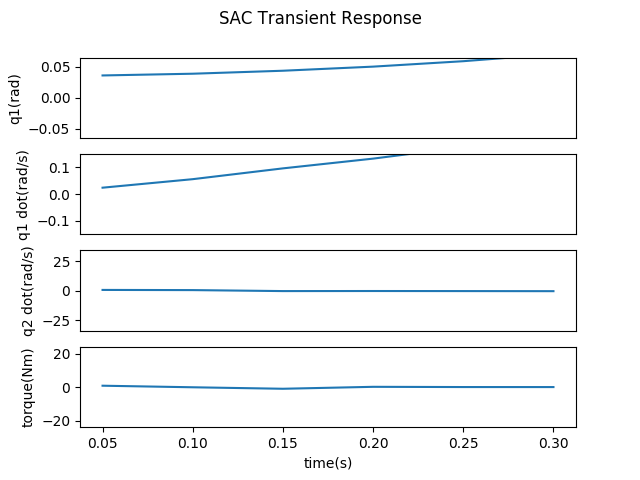 SAC Transient Response
0.05
0.00
−0.05
q1(rad)
0.1
0.0
−0.1
q1 dot(rad/s)
25
0
−25
q2 dot(rad/s)
20
0
−20
torque(Nm)
0.05 0.10 0.15 0.20 0.25 0.30
time(s)